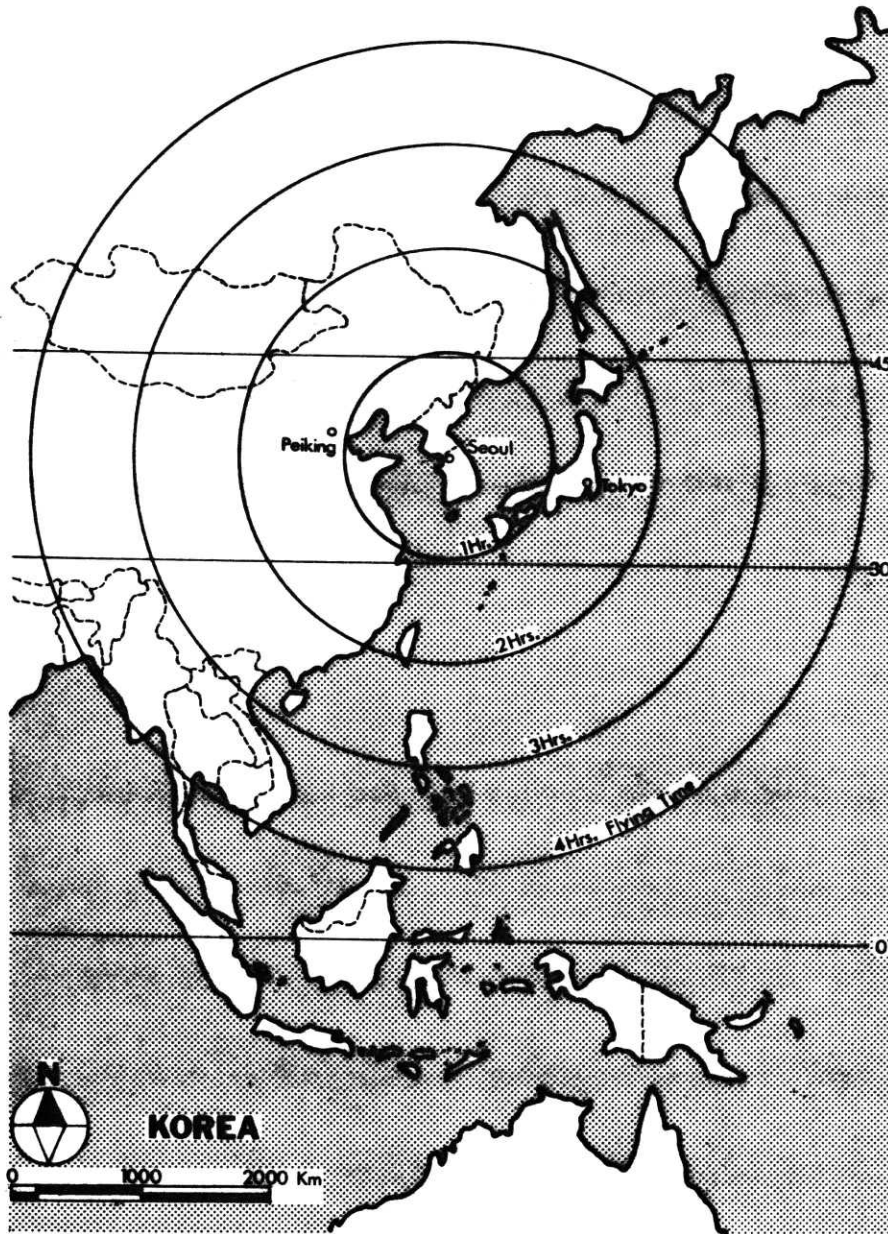 45
Peiking
Seoul
Tokyo
1Hr.
30
2Hrs.
3Hrs.
4Hrs. Flying Time
0
N
KOREA
0 1000 2000 Km